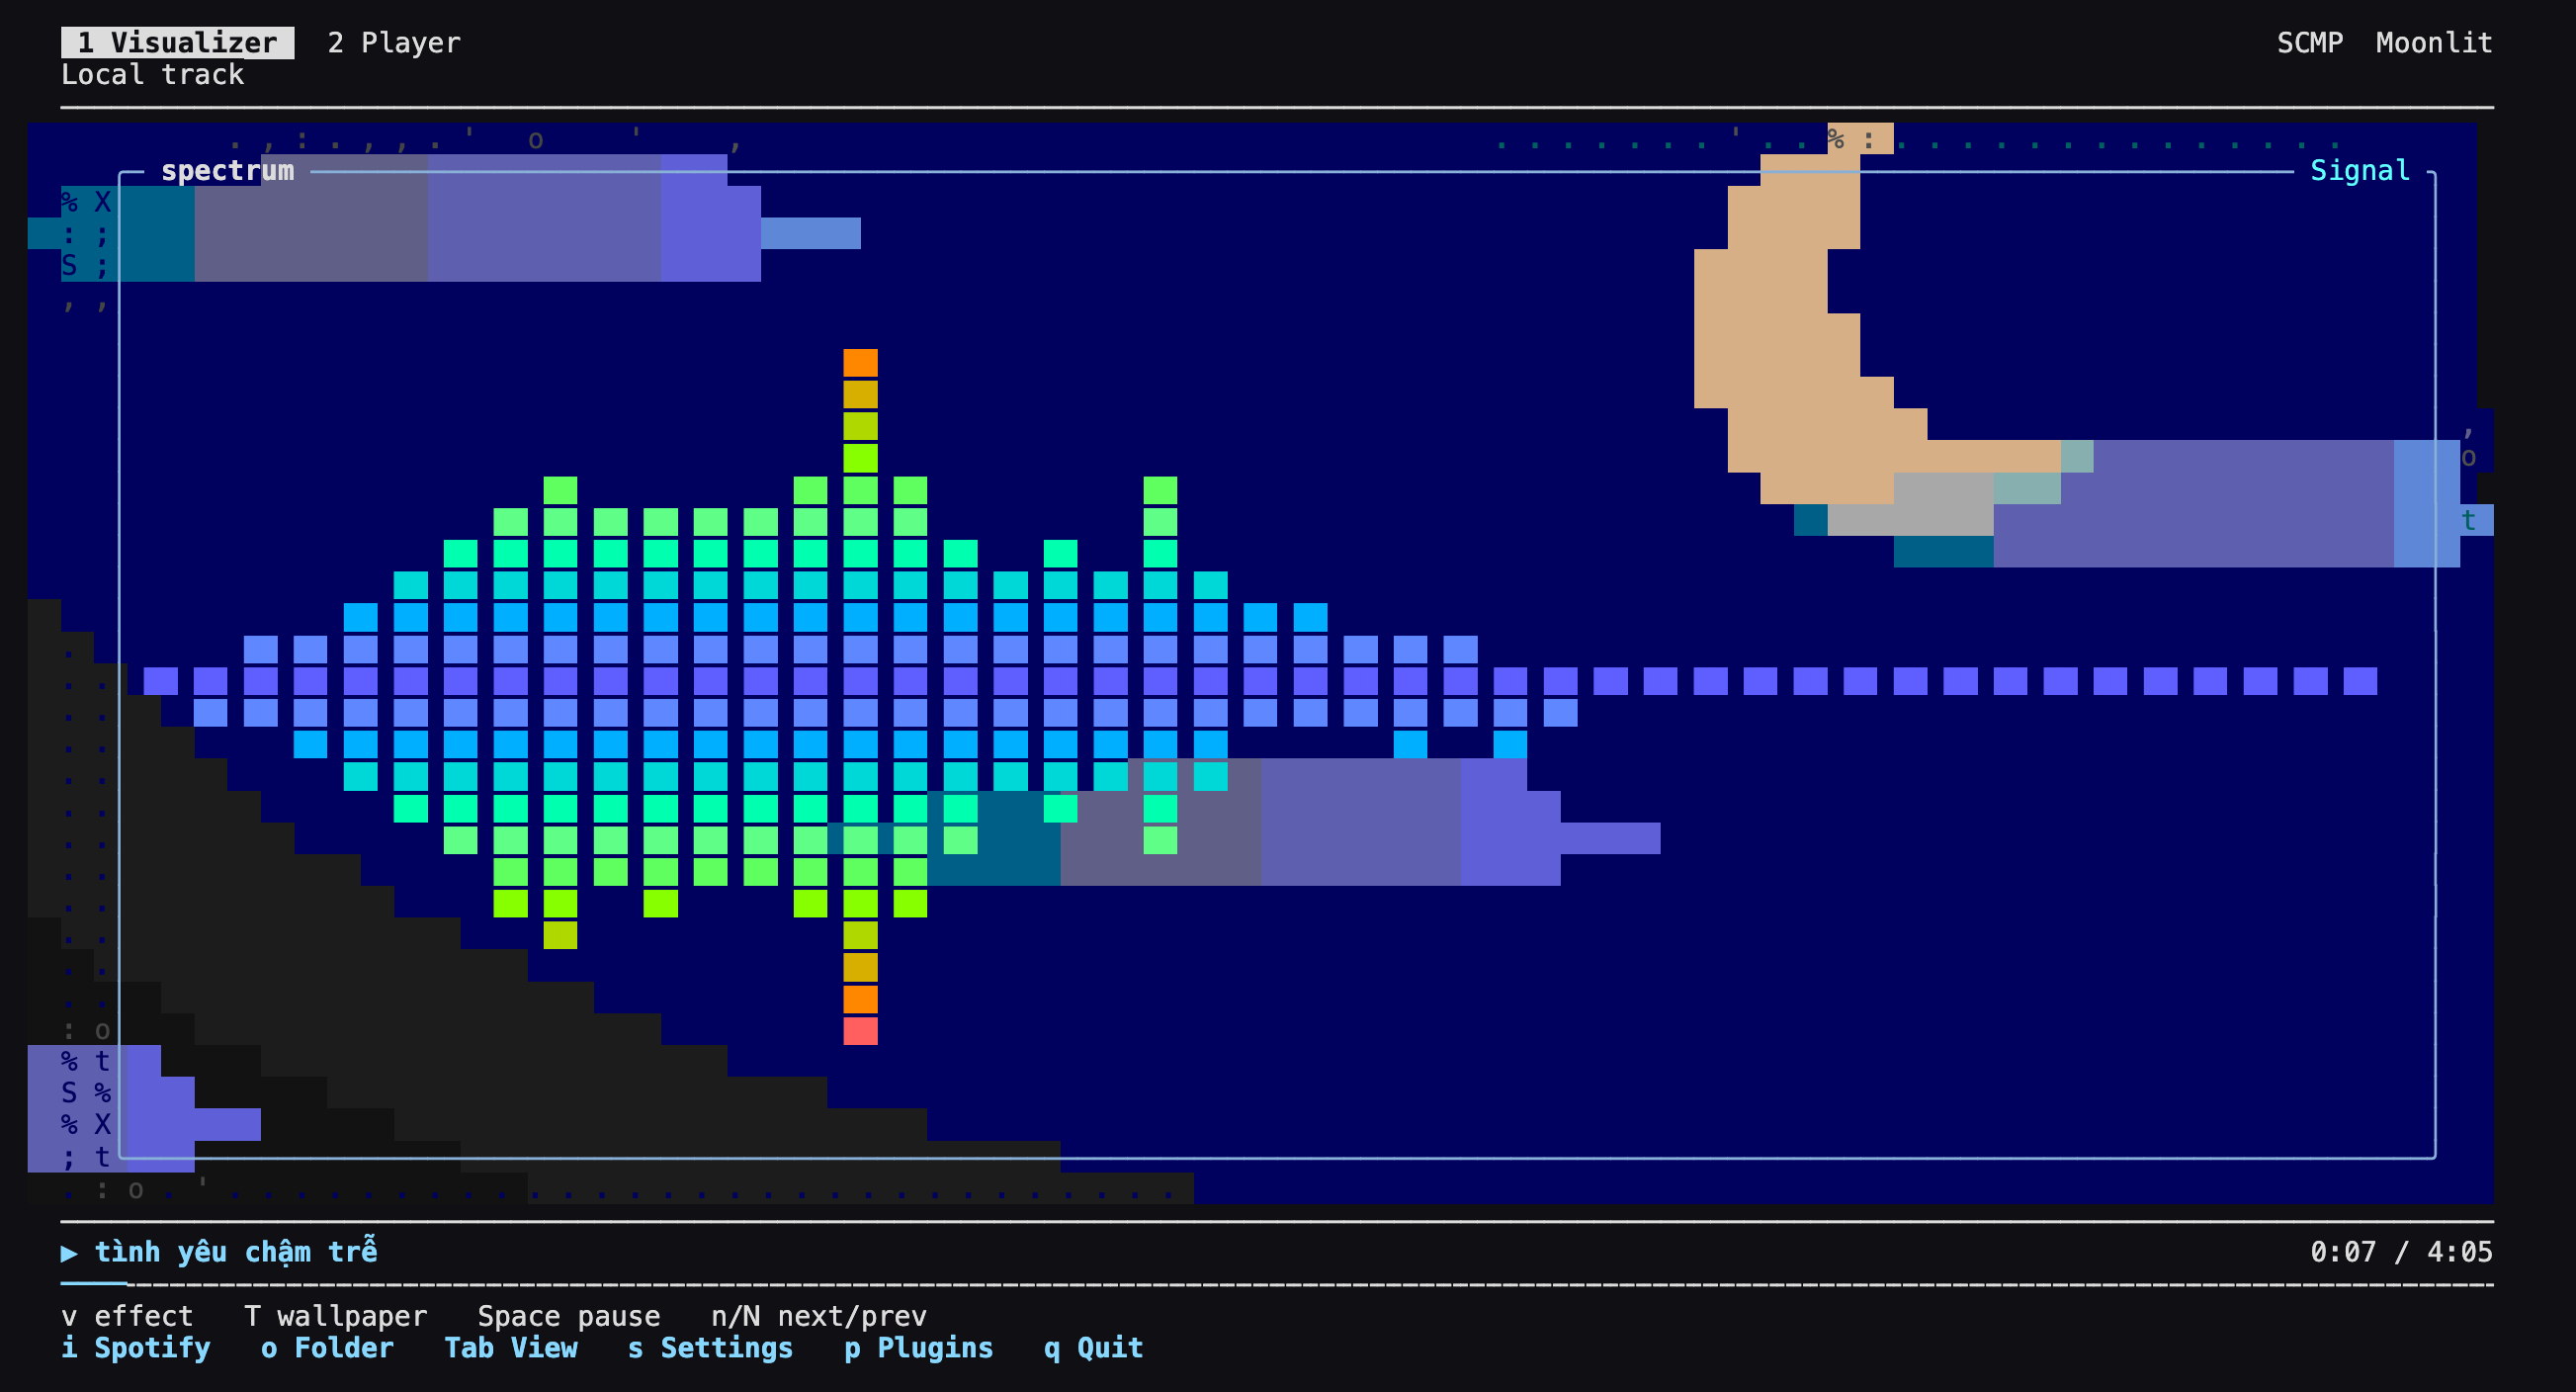 1 Visualizer 2 Player SCMP Moonlit
Local track
. , : . , , . ' o ' , . . . . . . . ' . . % : . . . . . . . . . . . . . .
spectrum Signal
% X
: ;
S ;
, ,
,
o
t
.
. .
. .
. .
. .
. .
. .
. .
. .
. .
. .
. .
: o
% t
S %
% X
; t
. : o . ' . . . . . . . . . . . . . . . . . . . . . . . . . . . . .
▶ tình yêu chậm trễ 0:07 / 4:05
v effect T wallpaper Space pause n/N next/prev
i Spotify o Folder Tab View s Settings p Plugins q Quit